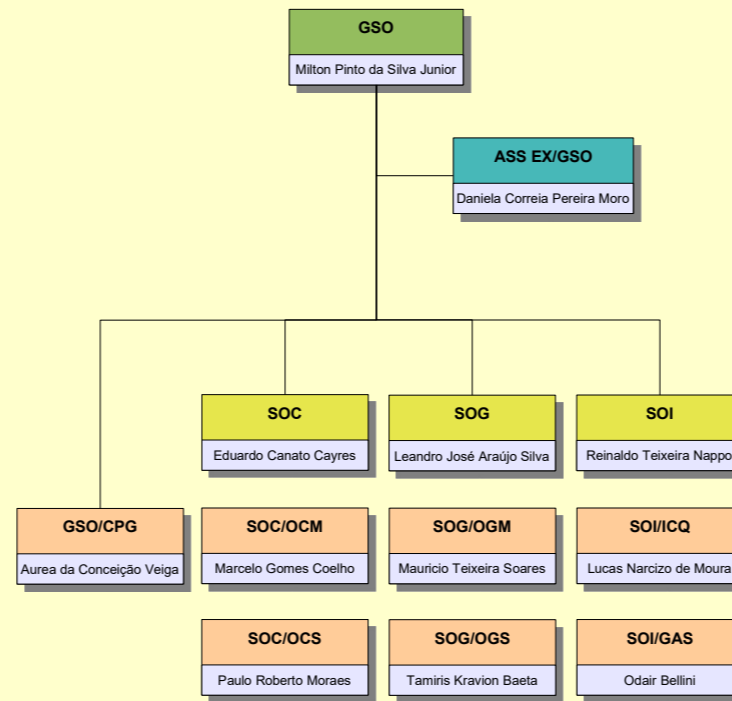 GSO
Milton Pinto da Silva Junior
ASS EX/GSO
Daniela Correia Pereira Moro
SOC
Eduardo Canato Cayres
SOG
Leandro José Araújo Silva
SOI
Reinaldo Teixeira Nappo
GSO/CPG
Aurea da Conceição Veiga
SOC/OCM
Marcelo Gomes Coelho
SOG/OGM
Mauricio Teixeira Soares
SOI/ICQ
Lucas Narcizo de Moura
SOC/OCS
Paulo Roberto Moraes
SOG/OGS
Tamiris Kravion Baeta
SOI/GAS
Odair Bellini